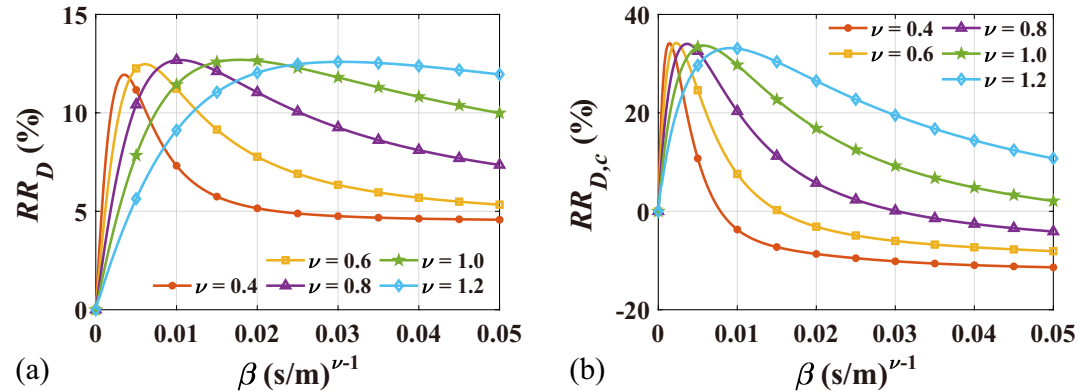 15
10
5
0
RR_D (%)
ν = 0.6
ν = 1.0
ν = 0.4
ν = 0.8
ν = 1.2
0 0.01 0.02 0.03 0.04 0.05
(a) β (s/m)^ν-1
40
20
0
-20
RR_D,c (%)
ν = 0.4
ν = 0.8
ν = 0.6
ν = 1.0
ν = 1.2
0 0.01 0.02 0.03 0.04 0.05
(b) β (s/m)^ν-1